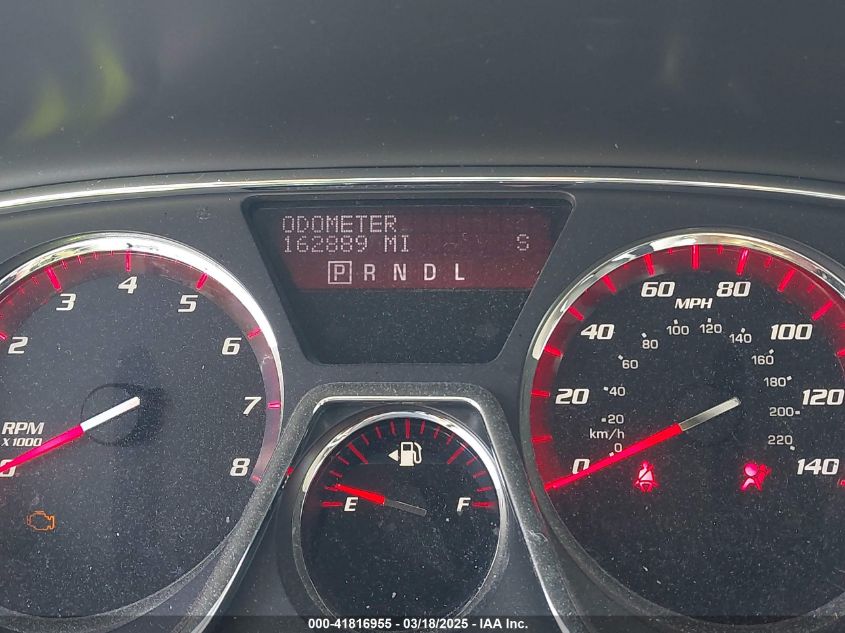 ODOMETER
162889 MI S
P R N D L
0 2 3 4 5 6 7 8
RPM
X 1000
E F
0 20 40 60 80 100 120 140
MPH
0 20 40 60 80 100 120 140 160 180 200 220
km/h
000-41816955 — 03/18/2025 — IAA Inc.